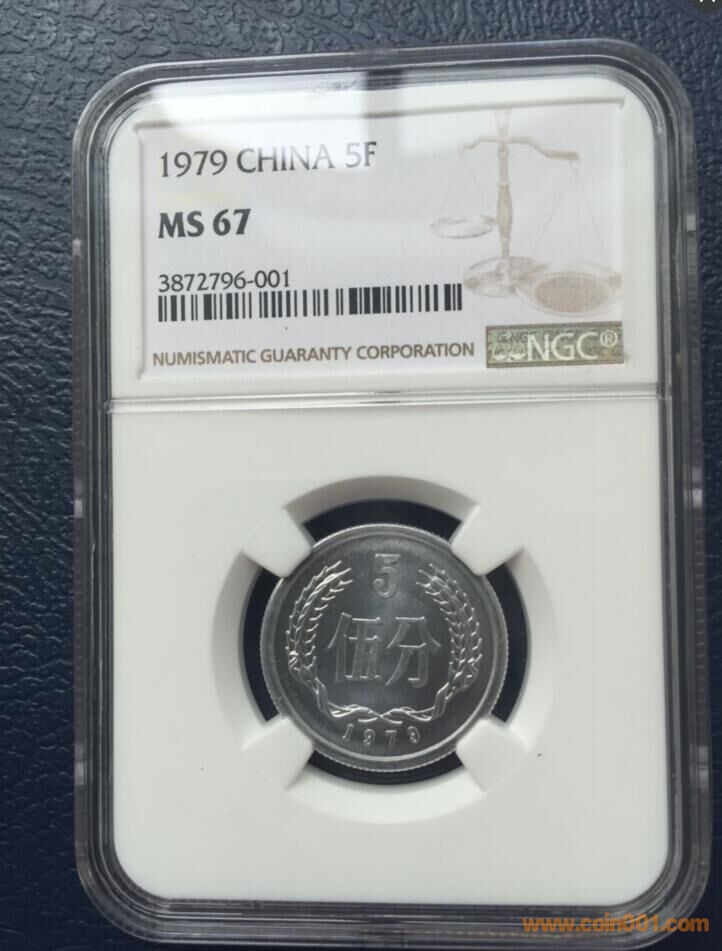 1979 CHINA 5F
MS 67
3872796-001
NUMISMATIC GUARANTY CORPORATION
NGC®
5
伍分
1979
www.coin001.com